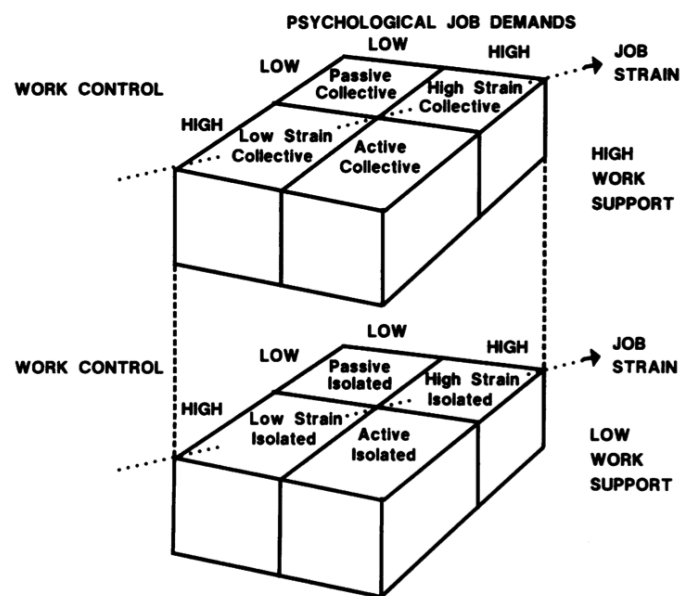 PSYCHOLOGICAL JOB DEMANDS
LOW
HIGH
JOB
STRAIN
LOW
WORK CONTROL
HIGH
Passive
Collective
High Strain
Collective
Low Strain
Collective
Active
Collective
HIGH
WORK
SUPPORT
LOW
HIGH
JOB
STRAIN
LOW
WORK CONTROL
HIGH
Passive
Isolated
High Strain
Isolated
Low Strain
Isolated
Active
Isolated
LOW
WORK
SUPPORT